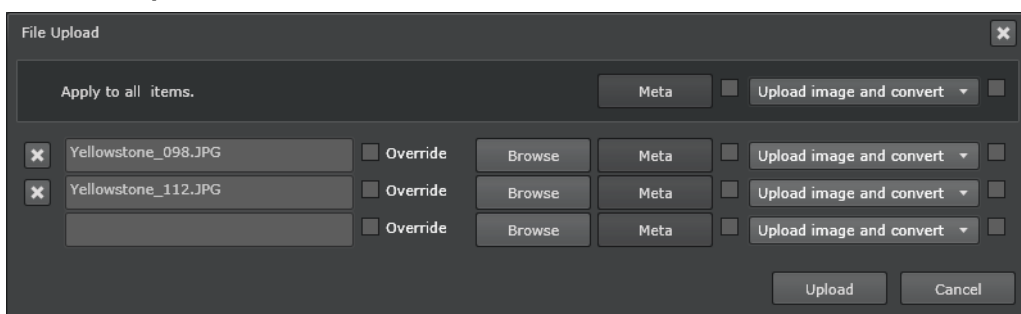 File Upload
Apply to all items. Meta Upload image and convert
Yellowstone_098.JPG Override Browse Meta Upload image and convert
Yellowstone_112.JPG Override Browse Meta Upload image and convert
Override Browse Meta Upload image and convert
Upload Cancel